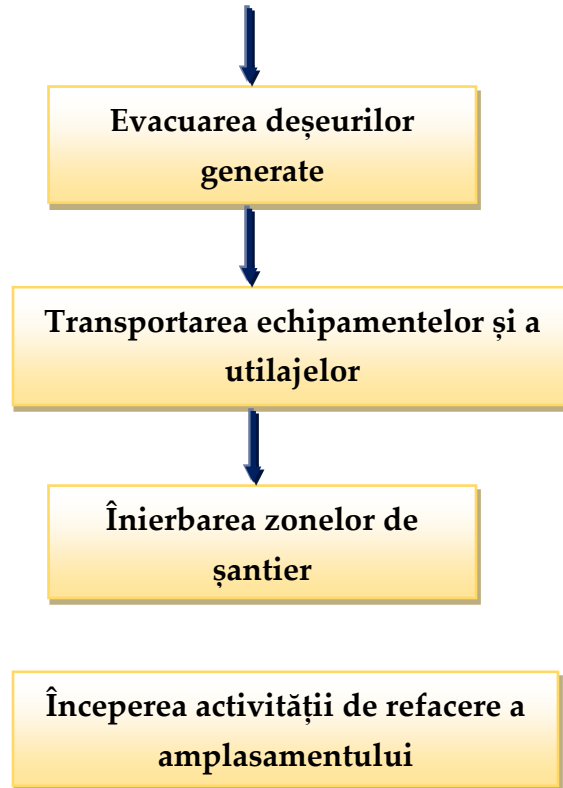 Evacuarea deșeurilor
generate
Transportarea echipamentelor și a
utilajelor
Înierbarea zonelor de
șantier
Începerea activității de refacere a
amplasamentului